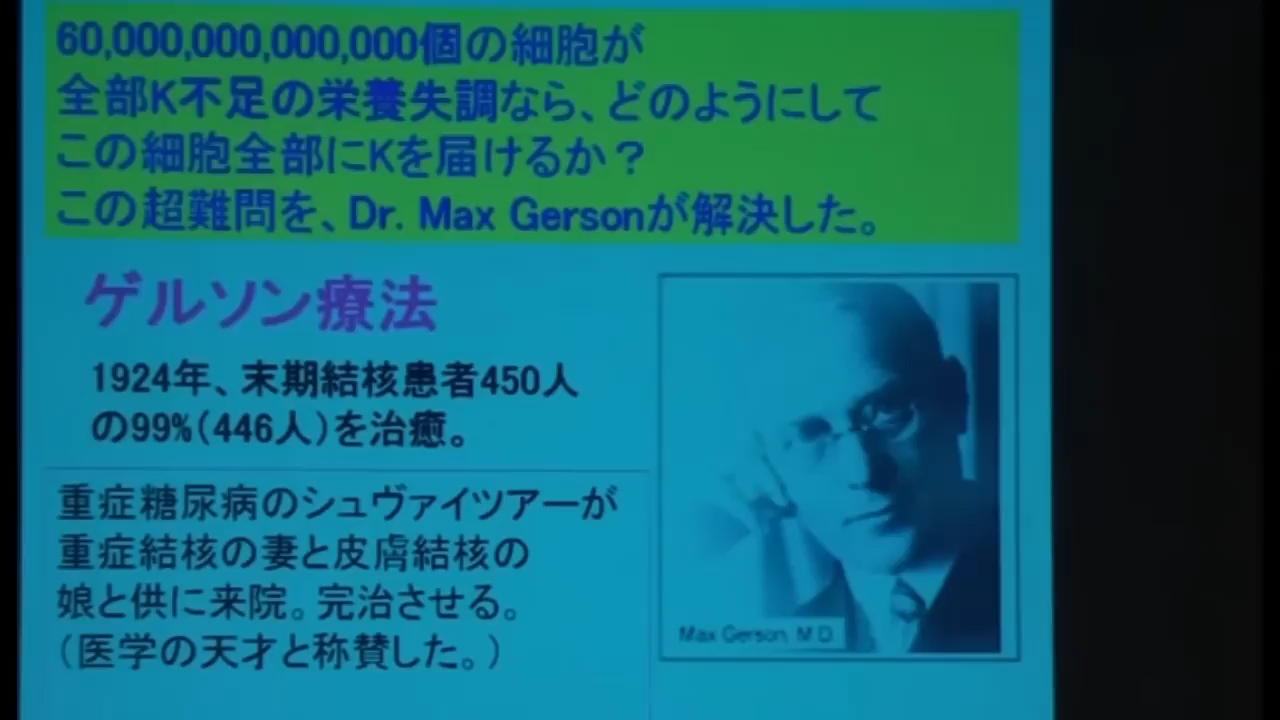 60,000,000,000,000個の細胞が
全部K不足の栄養失調なら、どのようにして
この細胞全部にKを届けるか？
この超難問を、Dr. Max Gersonが解決した。
ゲルソン療法
1924年、末期結核患者450人
の99%（446人）を治癒。
重症糖尿病のシュヴァイツアーが
重症結核の妻と皮膚結核の
娘と供に来院。完治させる。
（医学の天才と称賛した。）
Max Gerson, M.D.